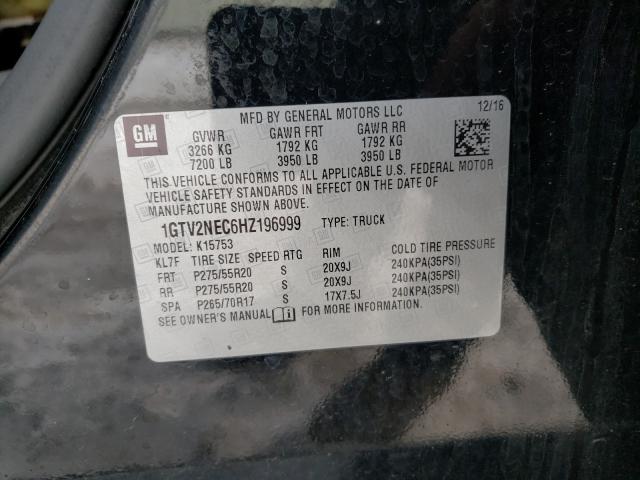 MFD BY GENERAL MOTORS LLC
12/16
GM
GVWR GAWR FRT GAWR RR
3266 KG 1792 KG 1792 KG
7200 LB 3950 LB 3950 LB
THIS VEHICLE CONFORMS TO ALL APPLICABLE U.S. FEDERAL MOTOR
VEHICLE SAFETY STANDARDS IN EFFECT ON THE DATE OF
MANUFACTURE SHOWN ABOVE.
1GTV2NEC6HZ196999 TYPE: TRUCK
MODEL: K15753
KL7F TIRE SIZE SPEED RTG RIM COLD TIRE PRESSURE
FRT P275/55R20 S 20X9J 240KPA(35PSI)
RR P275/55R20 S 20X9J 240KPA(35PSI)
SPA P265/70R17 S 17X7.5J 240KPA(35PSI)
SEE OWNER'S MANUAL FOR MORE INFORMATION.